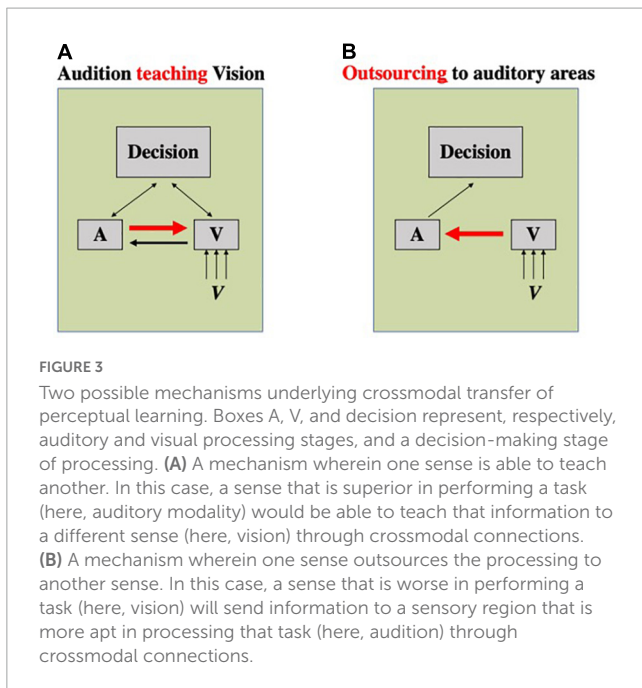 A
Audition teaching Vision
Decision
A
V
V
B
Outsourcing to auditory areas
Decision
A
V
V
FIGURE 3
Two possible mechanisms underlying crossmodal transfer of
perceptual learning. Boxes A, V, and decision represent, respectively,
auditory and visual processing stages, and a decision-making stage
of processing. (A) A mechanism wherein one sense is able to teach
another. In this case, a sense that is superior in performing a task
(here, auditory modality) would be able to teach that information to
a different sense (here, vision) through crossmodal connections.
(B) A mechanism wherein one sense outsources the processing to
another sense. In this case, a sense that is worse in performing a
task (here, vision) will send information to a sensory region that is
more apt in processing that task (here, audition) through
crossmodal connections.